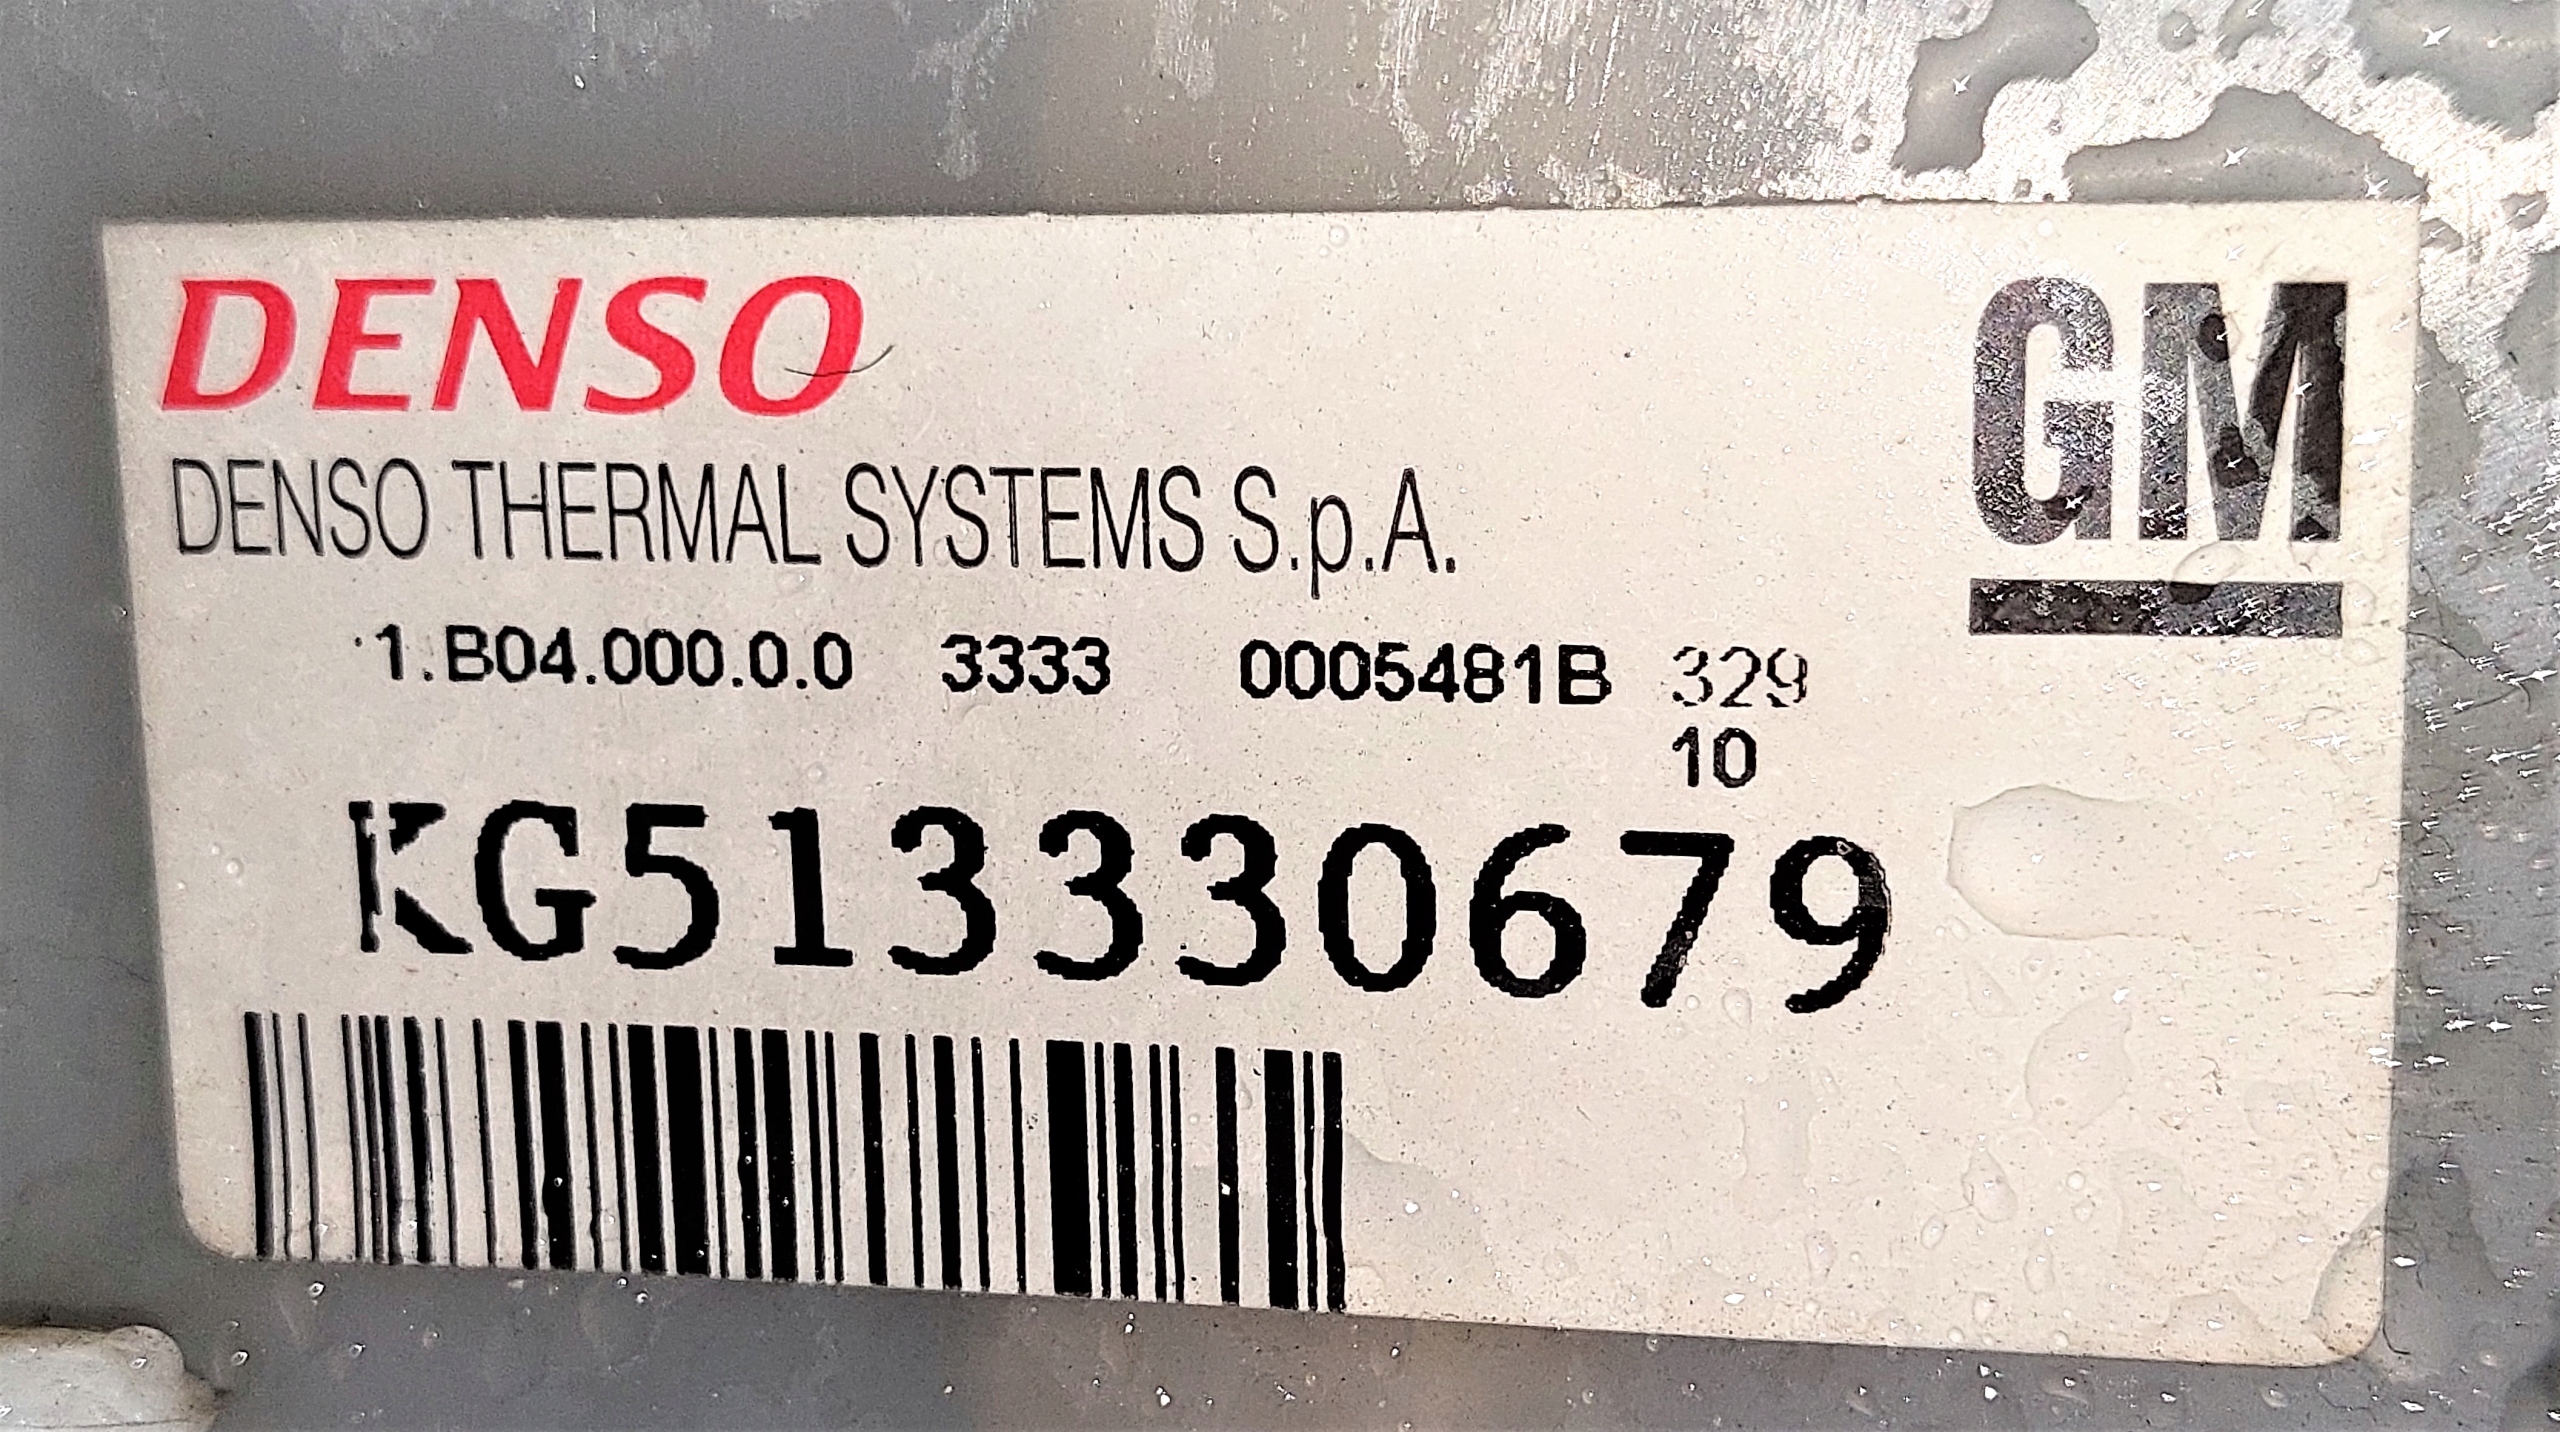 DENSO
GM
DENSO THERMAL SYSTEMS S.p.A.
1.B04.000.0.0 3333 0005481B 329
10
KG513330679